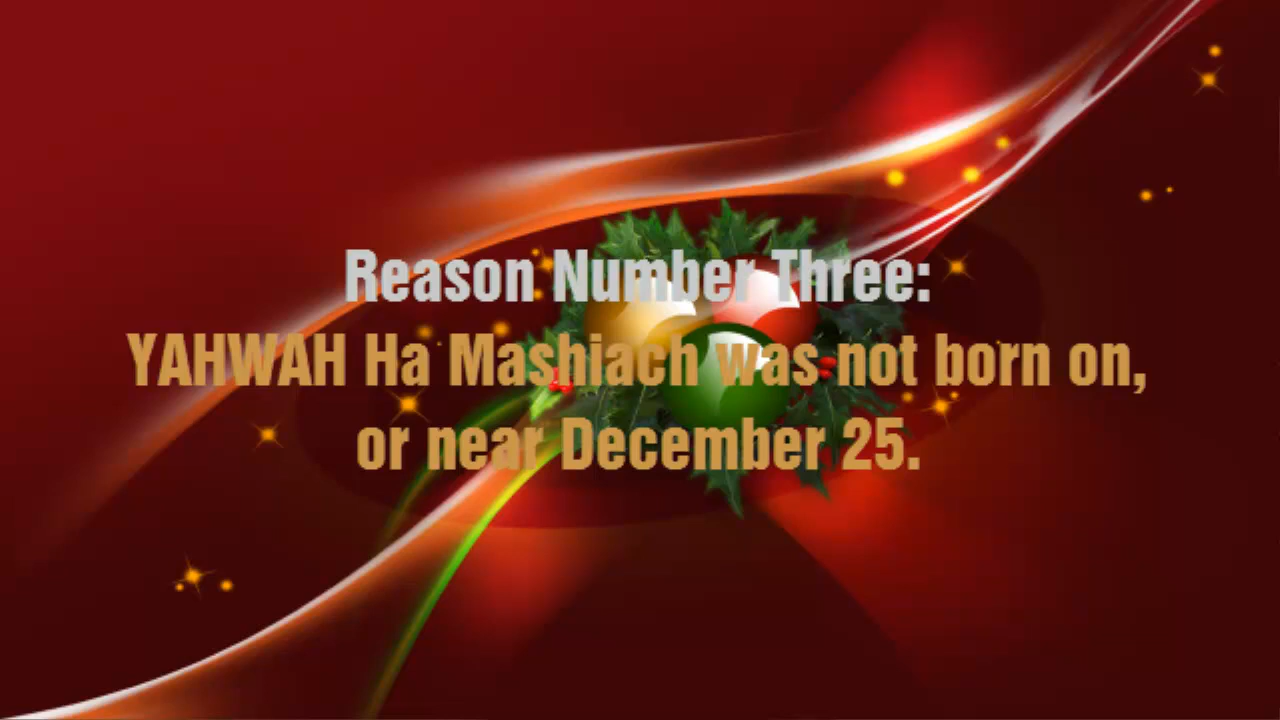 Reason Number Three:
YAHWAH Ha Mashiach was not born on,
or near December 25.